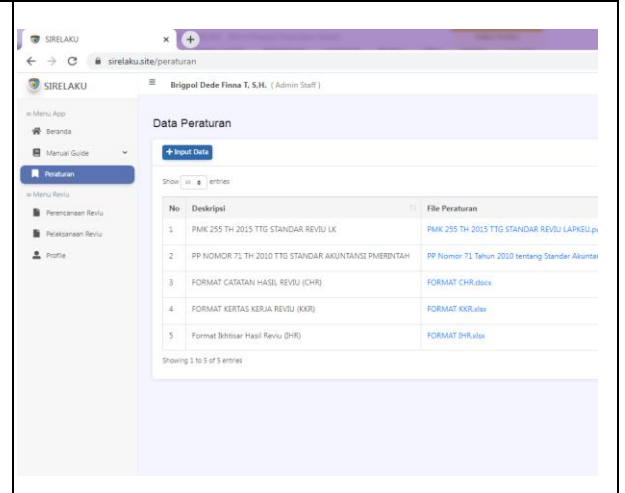 SIRELAKU
sirelaku.site/peraturan
SIRELAKU
Brigpol Dede Finna T, S,H. ( Admin Staff )
Menu App
Beranda
Manual Guide
Peraturan
Menu Reviu
Perencanaan Reviu
Pelaksanaan Reviu
Profile
Data Peraturan
+ Input Data
Show 10 entries
No Deskripsi File Peraturan
1 PMK 255 TH 2015 TTG STANDAR REVIU LK PMK 255 TH 2015 TTG STANDAR REVIU LAPKEU.p
2 PP NOMOR 71 TH 2010 TTG STANDAR AKUNTANSI PMERINTAH PP Nomor 71 Tahun 2010 tentang Standar Akuntan
3 FORMAT CATATAN HASIL REVIU (CHR) FORMAT CHR.docx
4 FORMAT KERTAS KERJA REVIU (KKR) FORMAT KKR.xlsx
5 Format Ikhtisar Hasil Reviu (IHR) FORMAT IHR.xlsx
Showing 1 to 5 of 5 entries